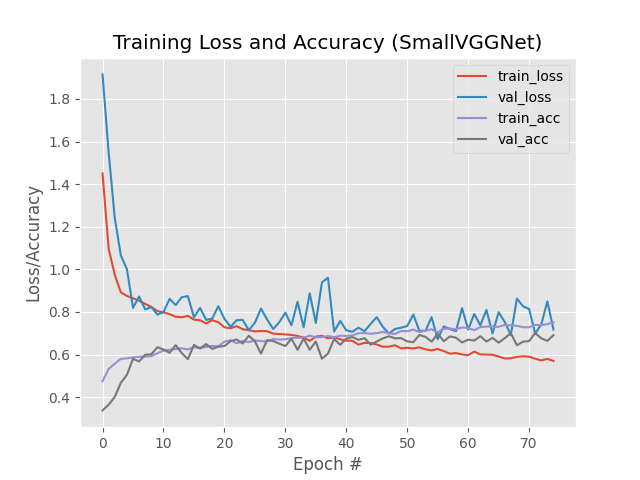 Training Loss and Accuracy (SmallVGGNet)
train_loss
val_loss
train_acc
val_acc
Loss/Accuracy
1.8
1.6
1.4
1.2
1.0
0.8
0.6
0.4
0 10 20 30 40 50 60 70
Epoch #